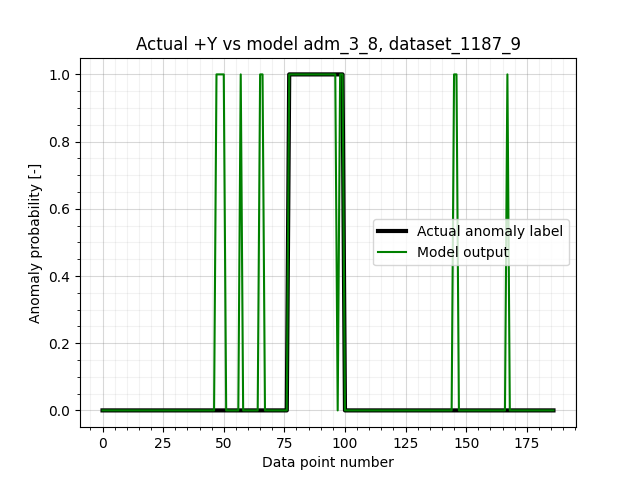 Actual +Y vs model adm_3_8, dataset_1187_9
1.0
0.8
0.6
0.4
0.2
0.0
Anomaly probability [-]
Actual anomaly label
Model output
0 25 50 75 100 125 150 175
Data point number